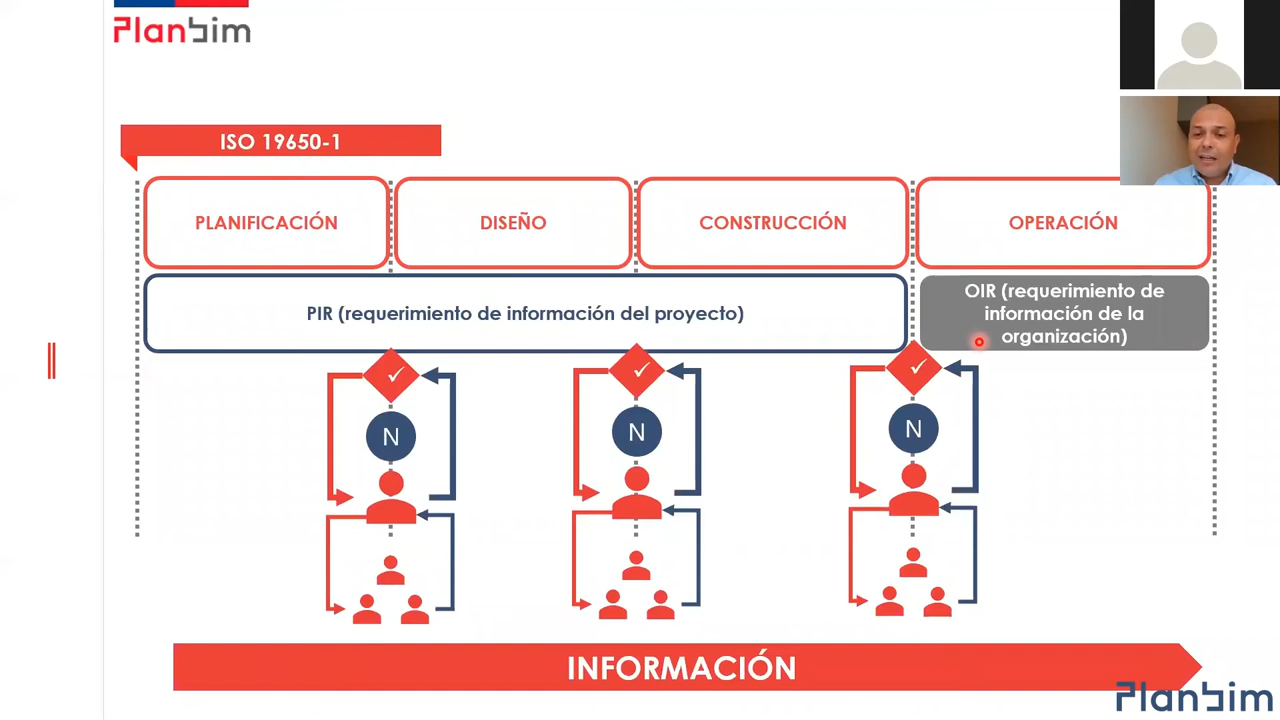 PlanBim
ISO 19650-1
PLANIFICACIÓN
DISEÑO
CONSTRUCCIÓN
OPERACIÓN
PIR (requerimiento de información del proyecto)
OIR (requerimiento de
información de la
organización)
N
N
N
INFORMACIÓN
PlanBim